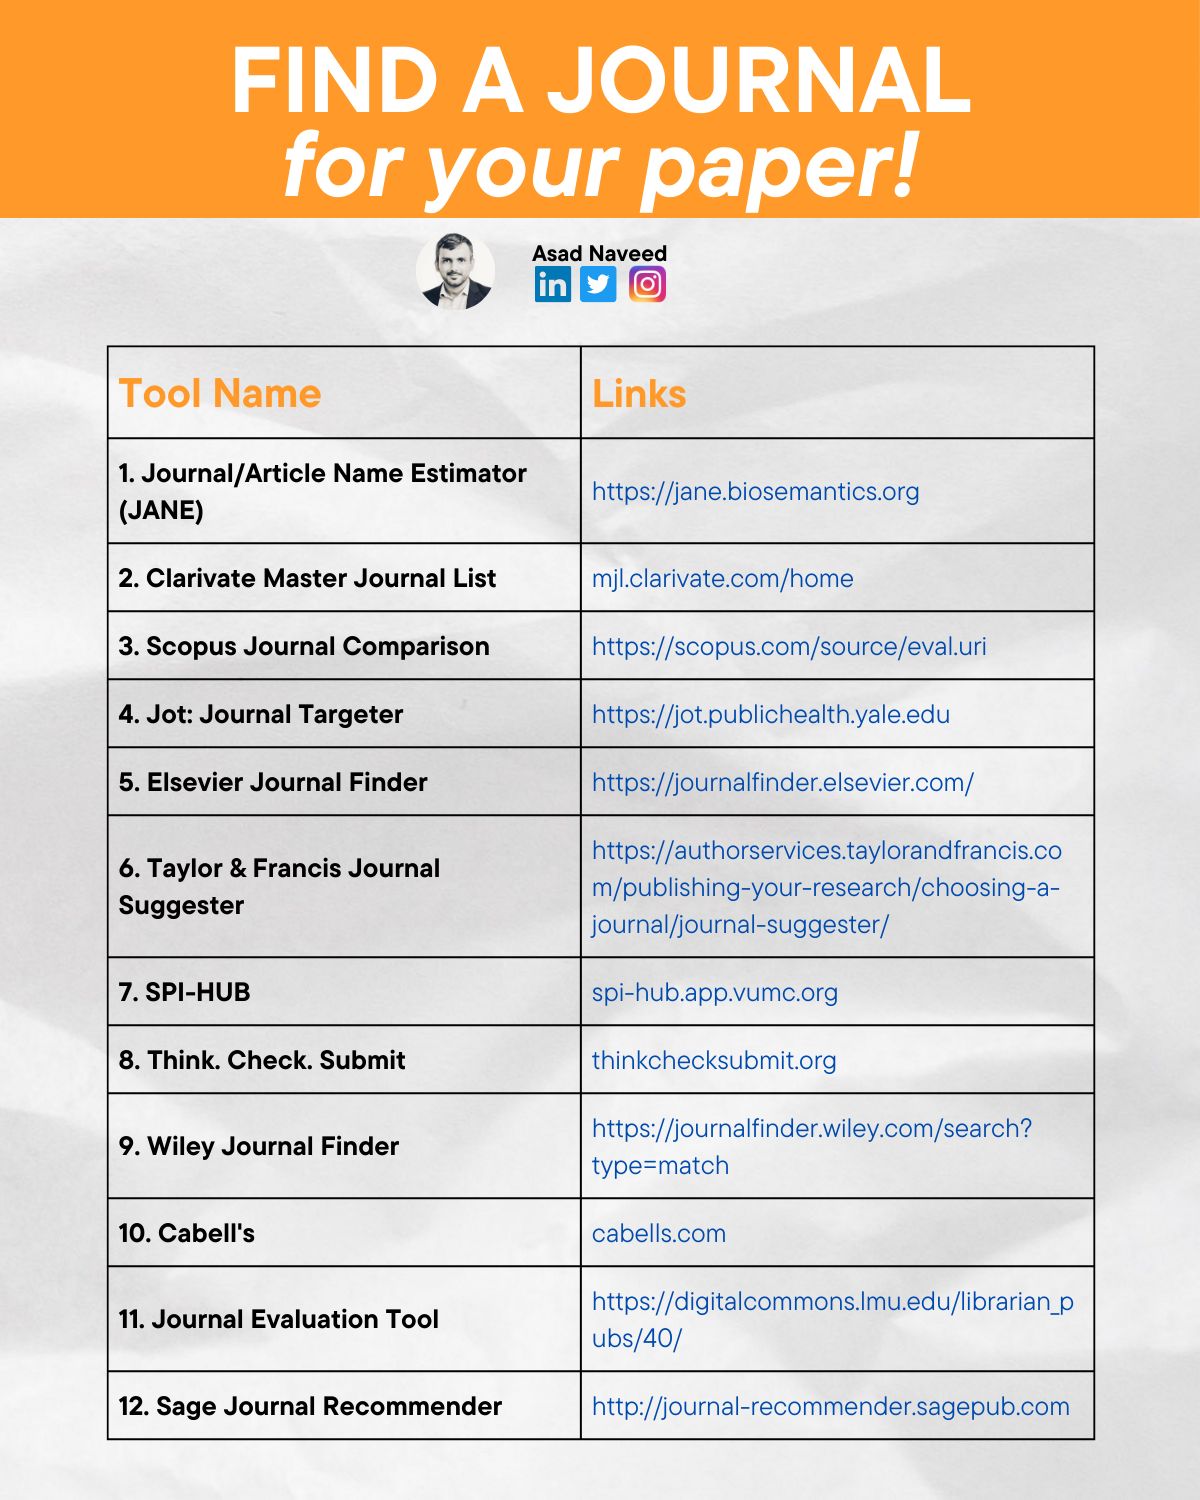 FIND A JOURNAL
for your paper!
Asad Naveed
in
Tool Name
Links
1. Journal/Article Name Estimator
(JANE)
https://jane.biosemantics.org
2. Clarivate Master Journal List
mjl.clarivate.com/home
3. Scopus Journal Comparison
https://scopus.com/source/eval.uri
4. Jot: Journal Targeter
https://jot.publichealth.yale.edu
5. Elsevier Journal Finder
https://journalfinder.elsevier.com/
6. Taylor & Francis Journal
Suggester
https://authorservices.taylorandfrancis.co
m/publishing-your-research/choosing-a-
journal/journal-suggester/
7. SPI-HUB
spi-hub.app.vumc.org
8. Think. Check. Submit
thinkchecksubmit.org
9. Wiley Journal Finder
https://journalfinder.wiley.com/search?
type=match
10. Cabell's
cabells.com
11. Journal Evaluation Tool
https://digitalcommons.lmu.edu/librarian_p
ubs/40/
12. Sage Journal Recommender
http://journal-recommender.sagepub.com